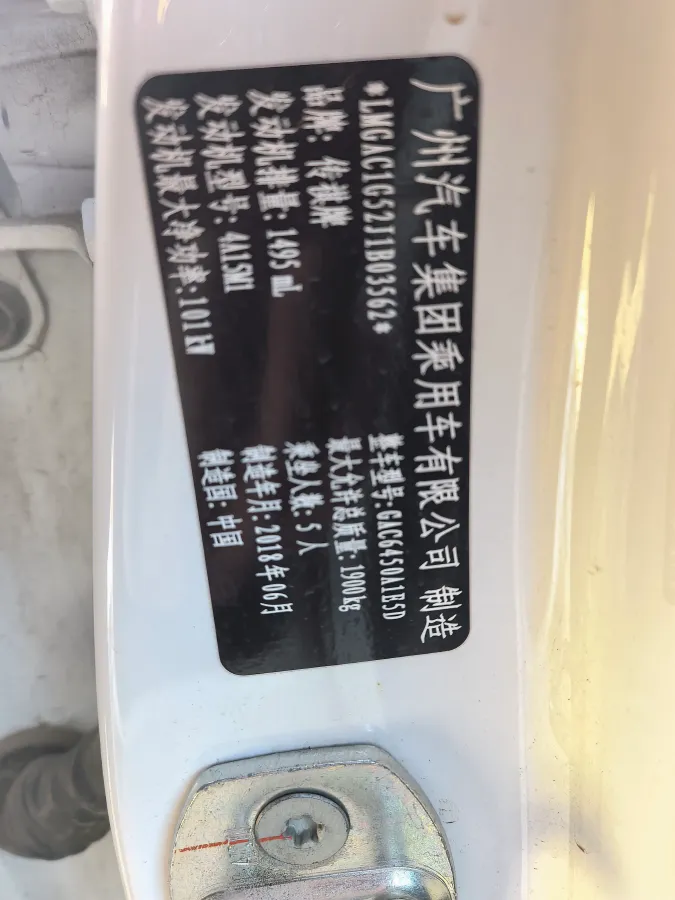 广州汽车集团乘用车有限公司 制造
*LMGAC1G52J1B03562*
整车型号: GAC6450A1B5D
品牌: 传祺牌
最大允许总质量: 1900kg
发动机排量: 1495 mL
乘坐人数: 5 人
发动机型号: 4A15M1
制造年月: 2018年06月
发动机最大净功率: 101kW
制造国: 中国